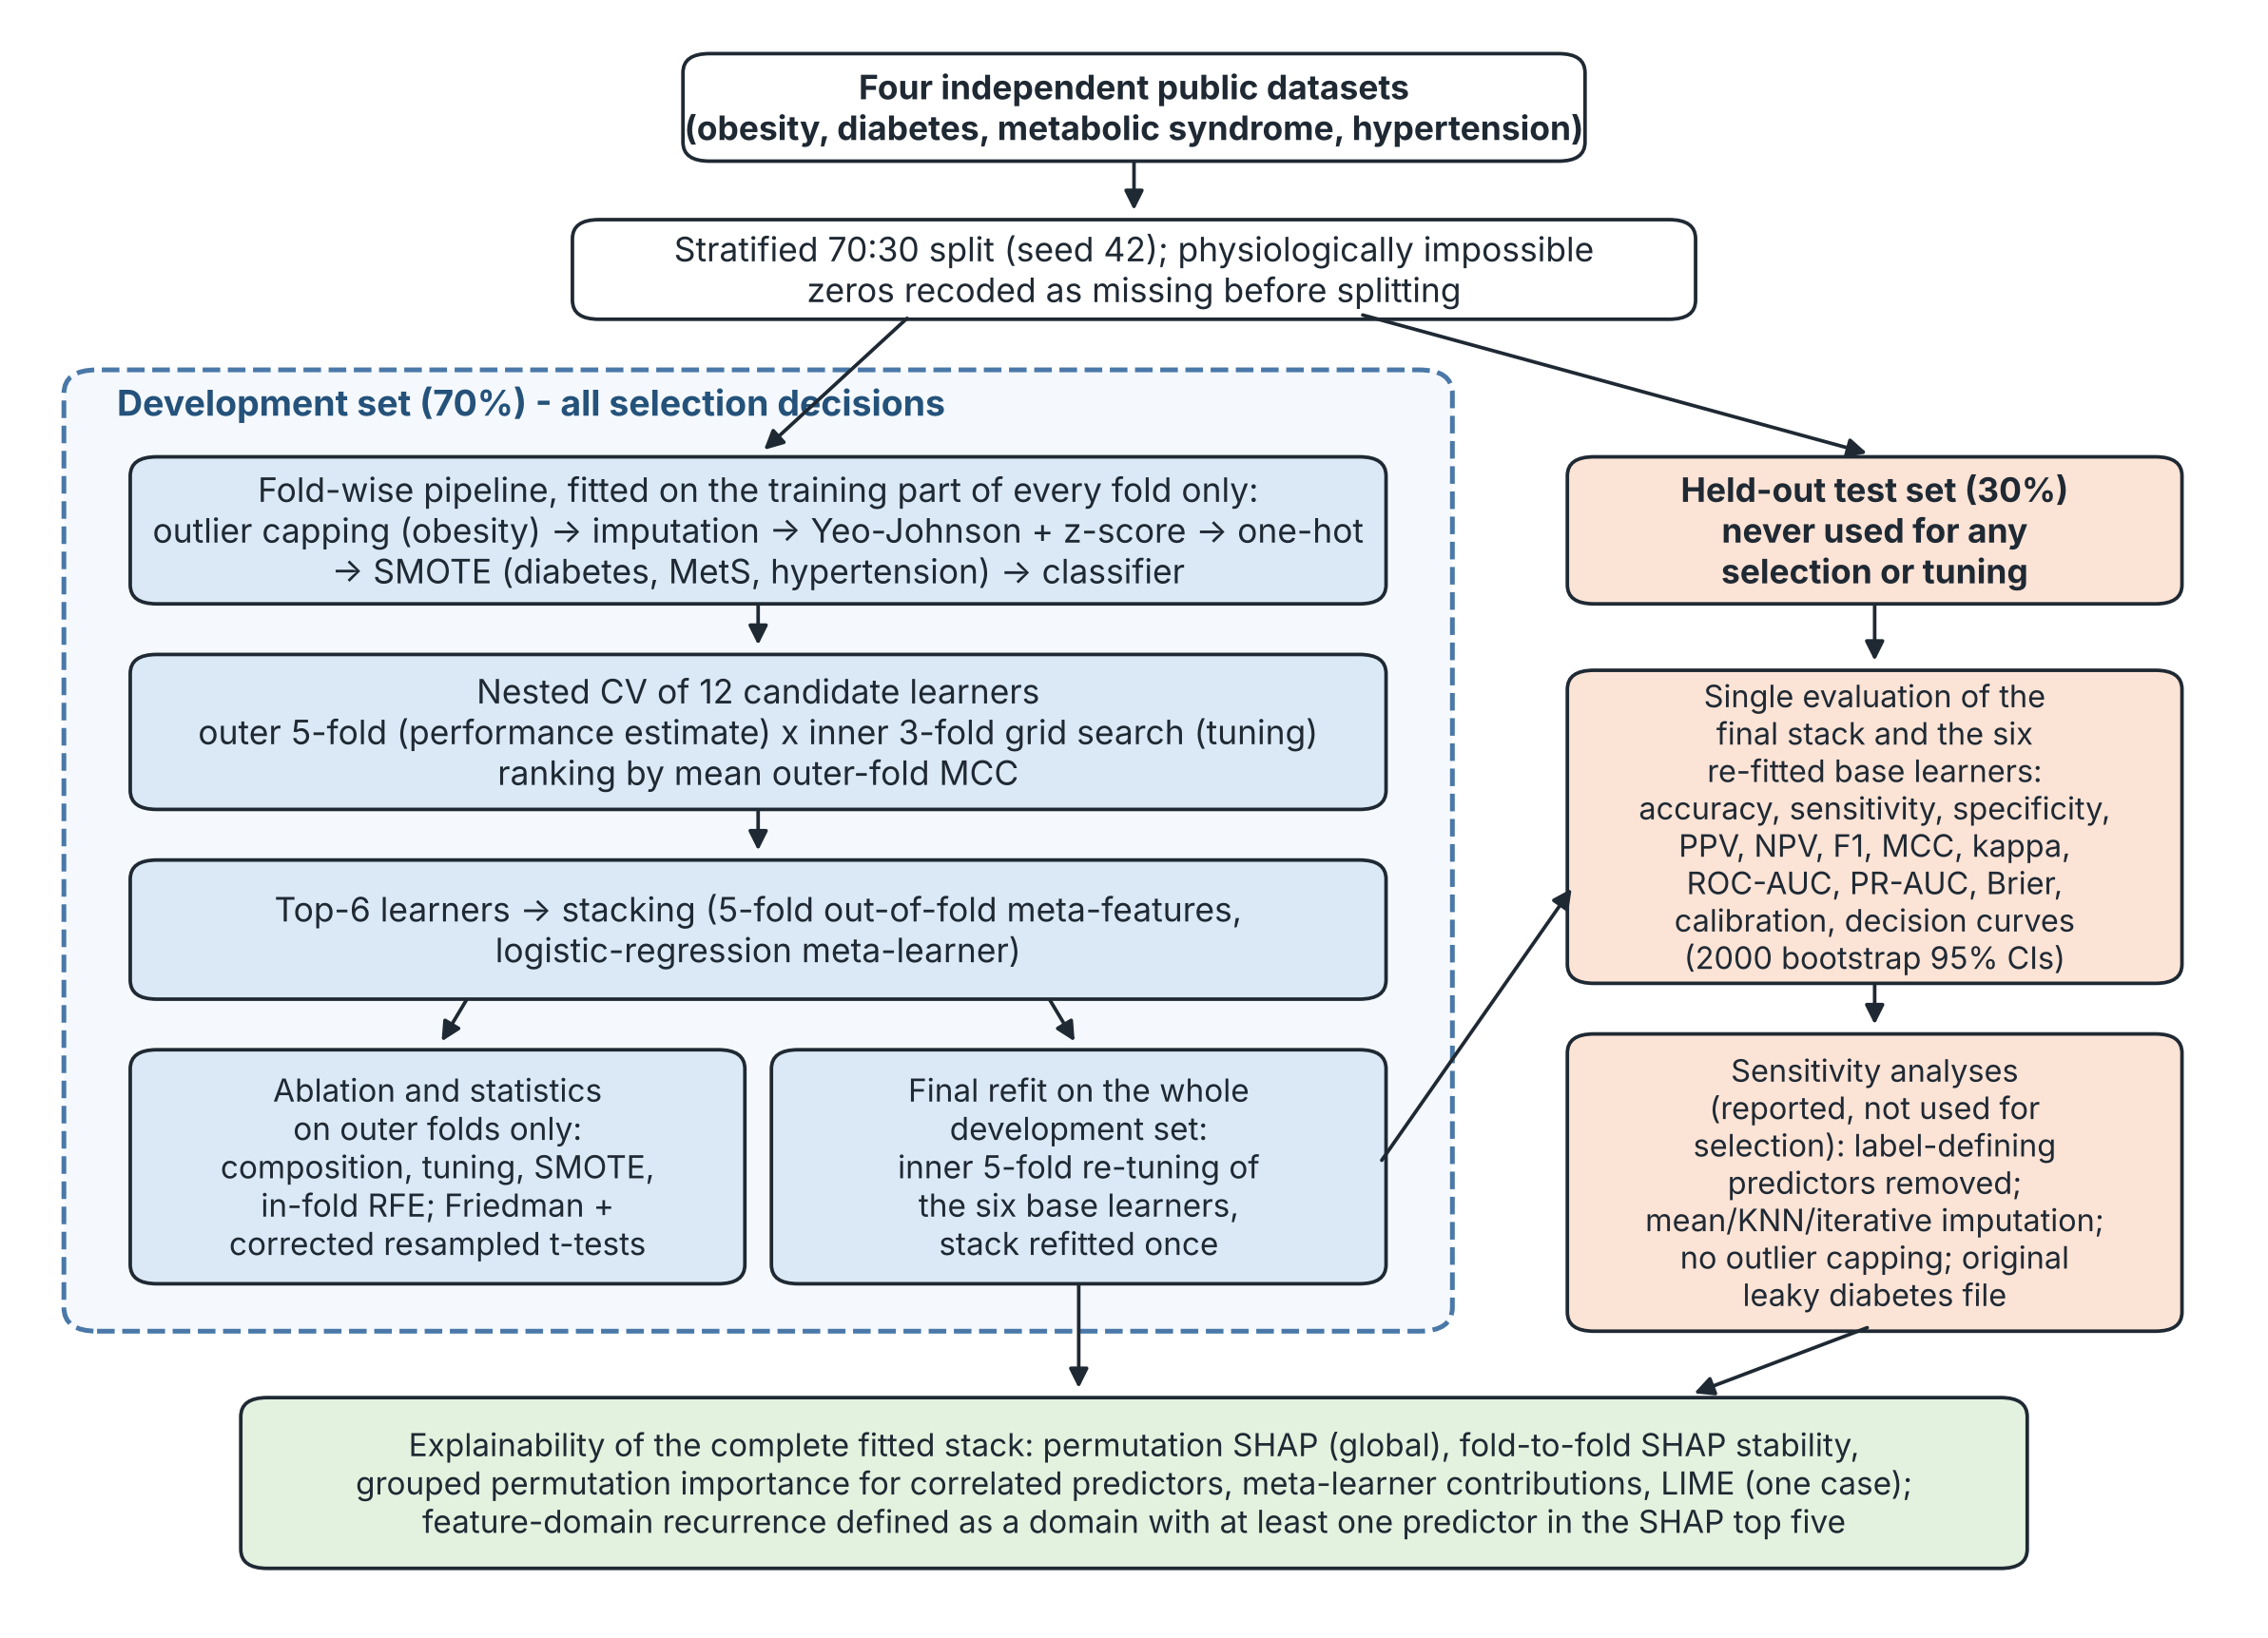 Four independent public datasets
(obesity, diabetes, metabolic syndrome, hypertension)
Stratified 70:30 split (seed 42); physiologically impossible
zeros recoded as missing before splitting
Development set (70%) - all selection decisions
Fold-wise pipeline, fitted on the training part of every fold only:
outlier capping (obesity) → imputation → Yeo-Johnson + z-score → one-hot
→ SMOTE (diabetes, MetS, hypertension) → classifier
Nested CV of 12 candidate learners
outer 5-fold (performance estimate) x inner 3-fold grid search (tuning)
ranking by mean outer-fold MCC
Top-6 learners → stacking (5-fold out-of-fold meta-features,
logistic-regression meta-learner)
Ablation and statistics
on outer folds only:
composition, tuning, SMOTE,
in-fold RFE; Friedman +
corrected resampled t-tests
Final refit on the whole
development set:
inner 5-fold re-tuning of
the six base learners,
stack refitted once
Held-out test set (30%)
never used for any
selection or tuning
Single evaluation of the
final stack and the six
re-fitted base learners:
accuracy, sensitivity, specificity,
PPV, NPV, F1, MCC, kappa,
ROC-AUC, PR-AUC, Brier,
calibration, decision curves
(2000 bootstrap 95% CIs)
Sensitivity analyses
(reported, not used for
selection): label-defining
predictors removed;
mean/KNN/iterative imputation;
no outlier capping; original
leaky diabetes file
Explainability of the complete fitted stack: permutation SHAP (global), fold-to-fold SHAP stability,
grouped permutation importance for correlated predictors, meta-learner contributions, LIME (one case);
feature-domain recurrence defined as a domain with at least one predictor in the SHAP top five